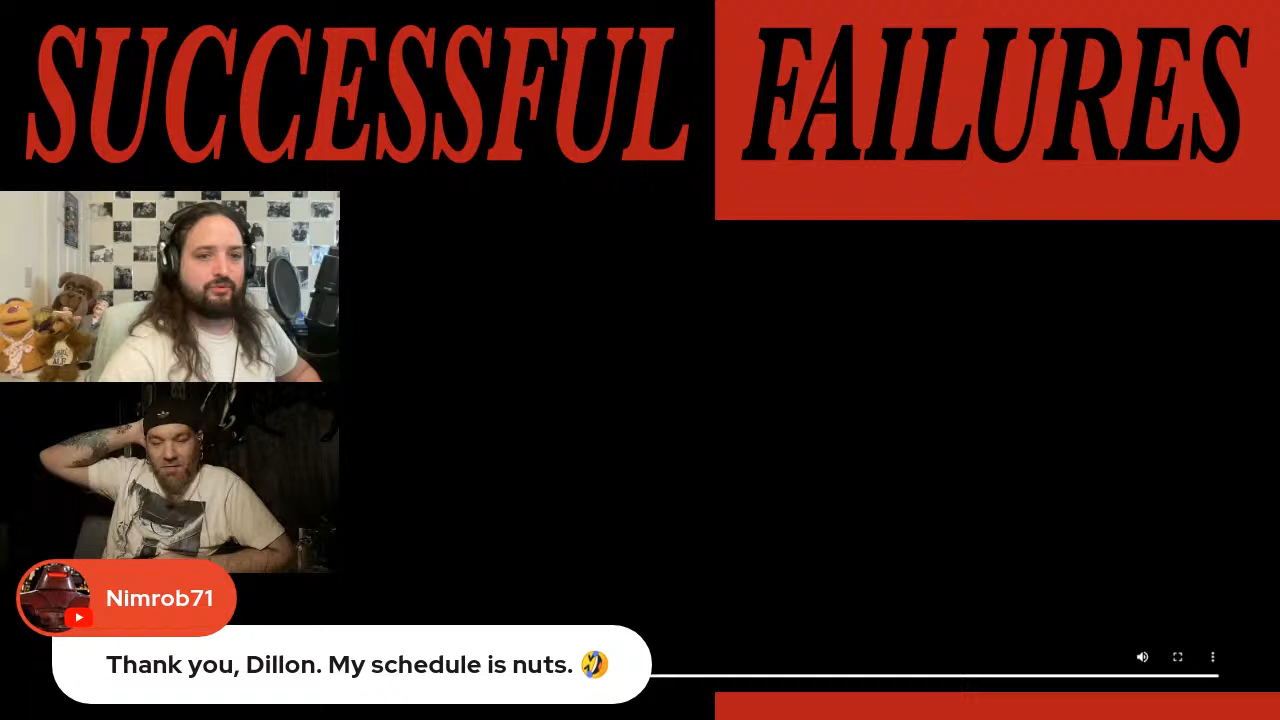 SUCCESSFUL FAILURES
Nimrob71
Thank you, Dillon. My schedule is nuts. 🤣